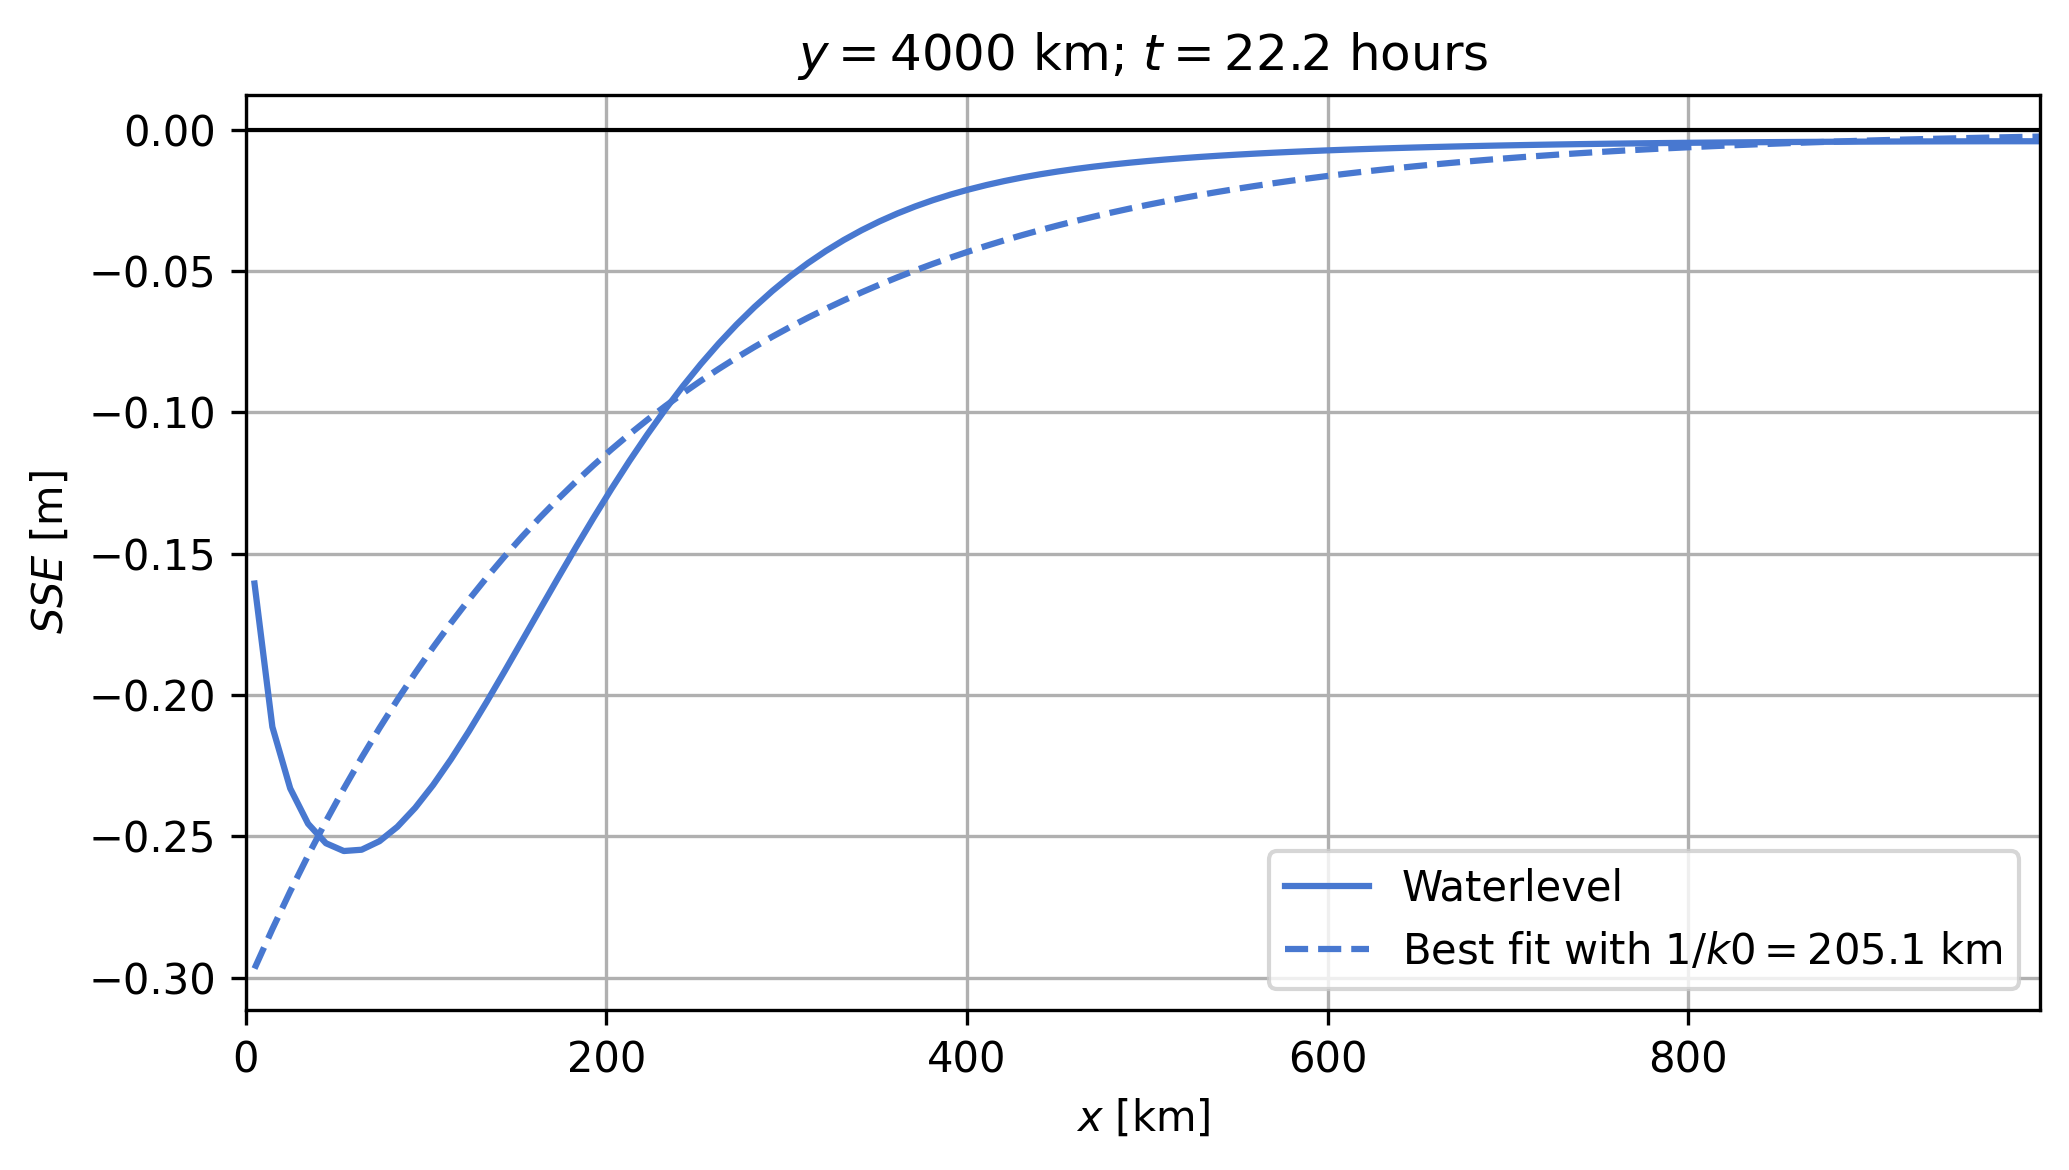 y = 4000 km; t = 22.2 hours
0.00
−0.05
−0.10
−0.15
−0.20
−0.25
−0.30
SSE [m]
Waterlevel
Best fit with 1/k0 = 205.1 km
0 200 400 600 800
x [km]